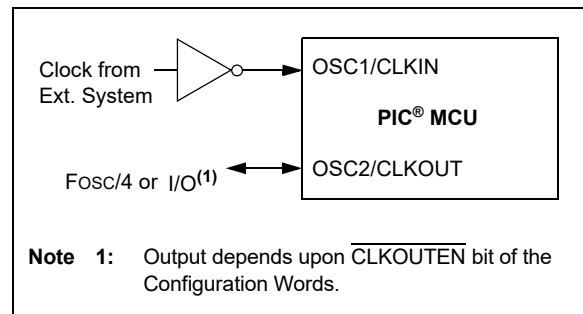 Clock from
Ext. System
OSC1/CLKIN
PIC® MCU
FOSC/4 or I/O(1)
OSC2/CLKOUT
Note 1: Output depends upon CLKOUTEN bit of the
Configuration Words.